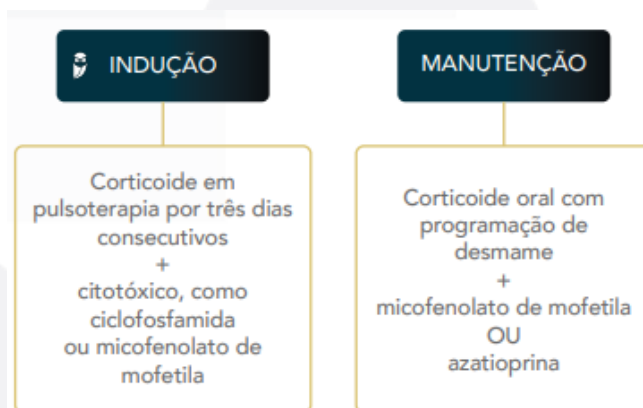 INDUÇÃO
Corticoide em
pulsoterapia por três dias
consecutivos
+
citotóxico, como
ciclofosfamida
ou micofenolato de
mofetila
MANUTENÇÃO
Corticoide oral com
programação de
desmame
+
micofenolato de mofetila
OU
azatioprina